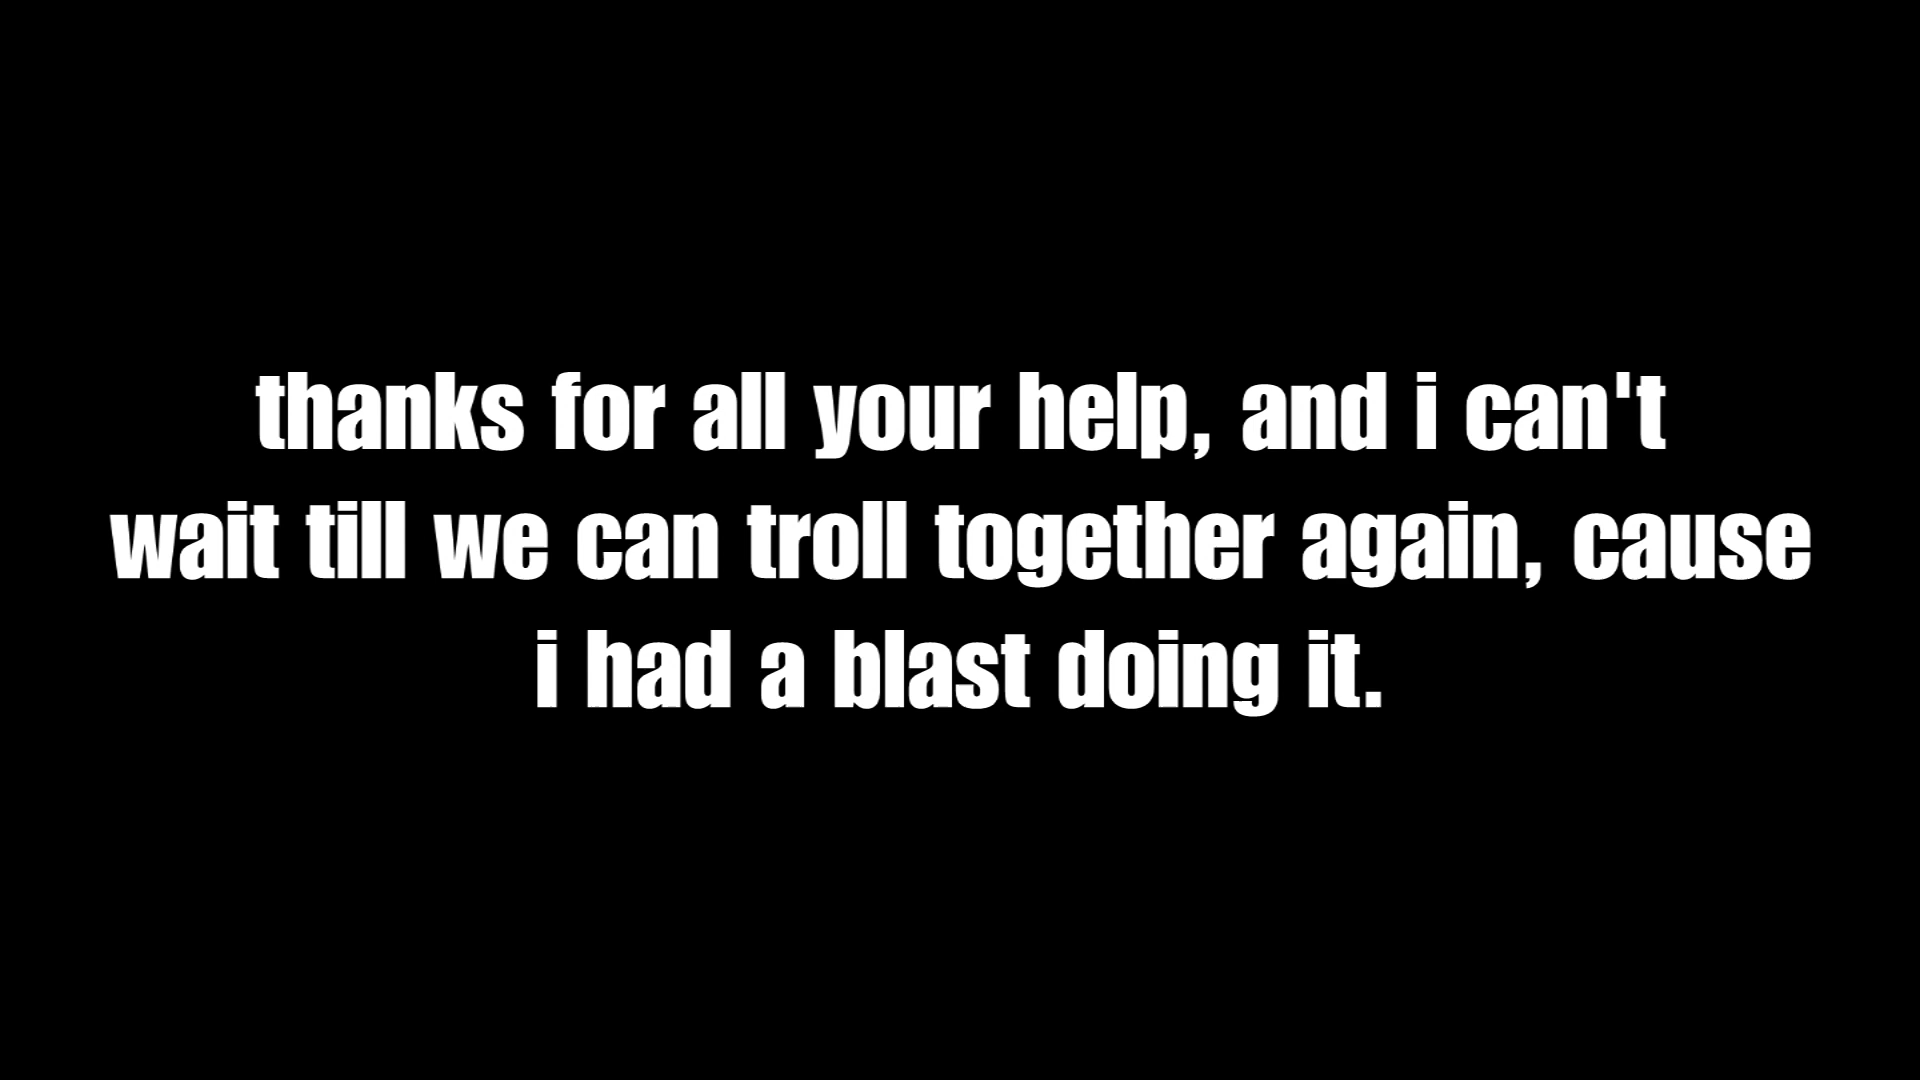 thanks for all your help, and i can't
wait till we can troll together again, cause
i had a blast doing it.